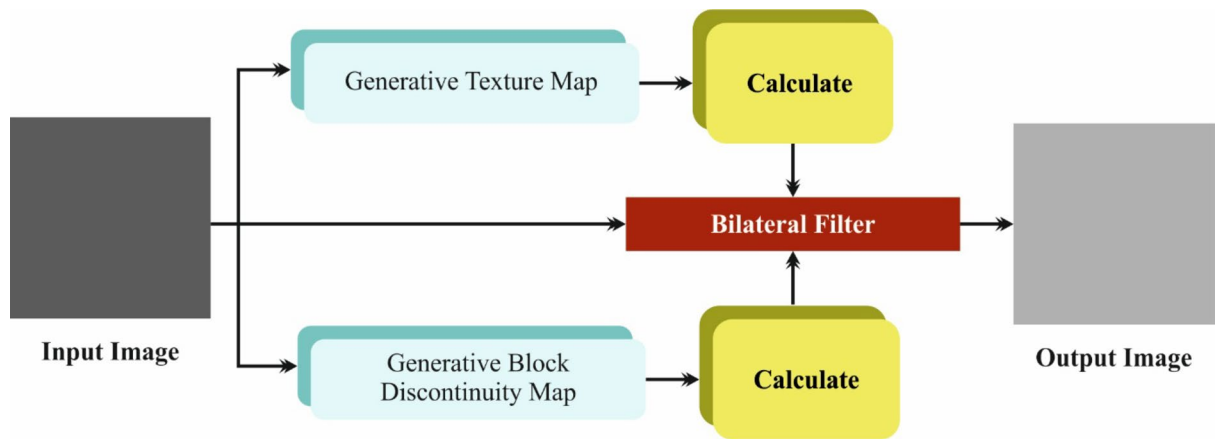 Generative Texture Map
Calculate
Bilateral Filter
Input Image
Generative Block
Discontinuity Map
Calculate
Output Image